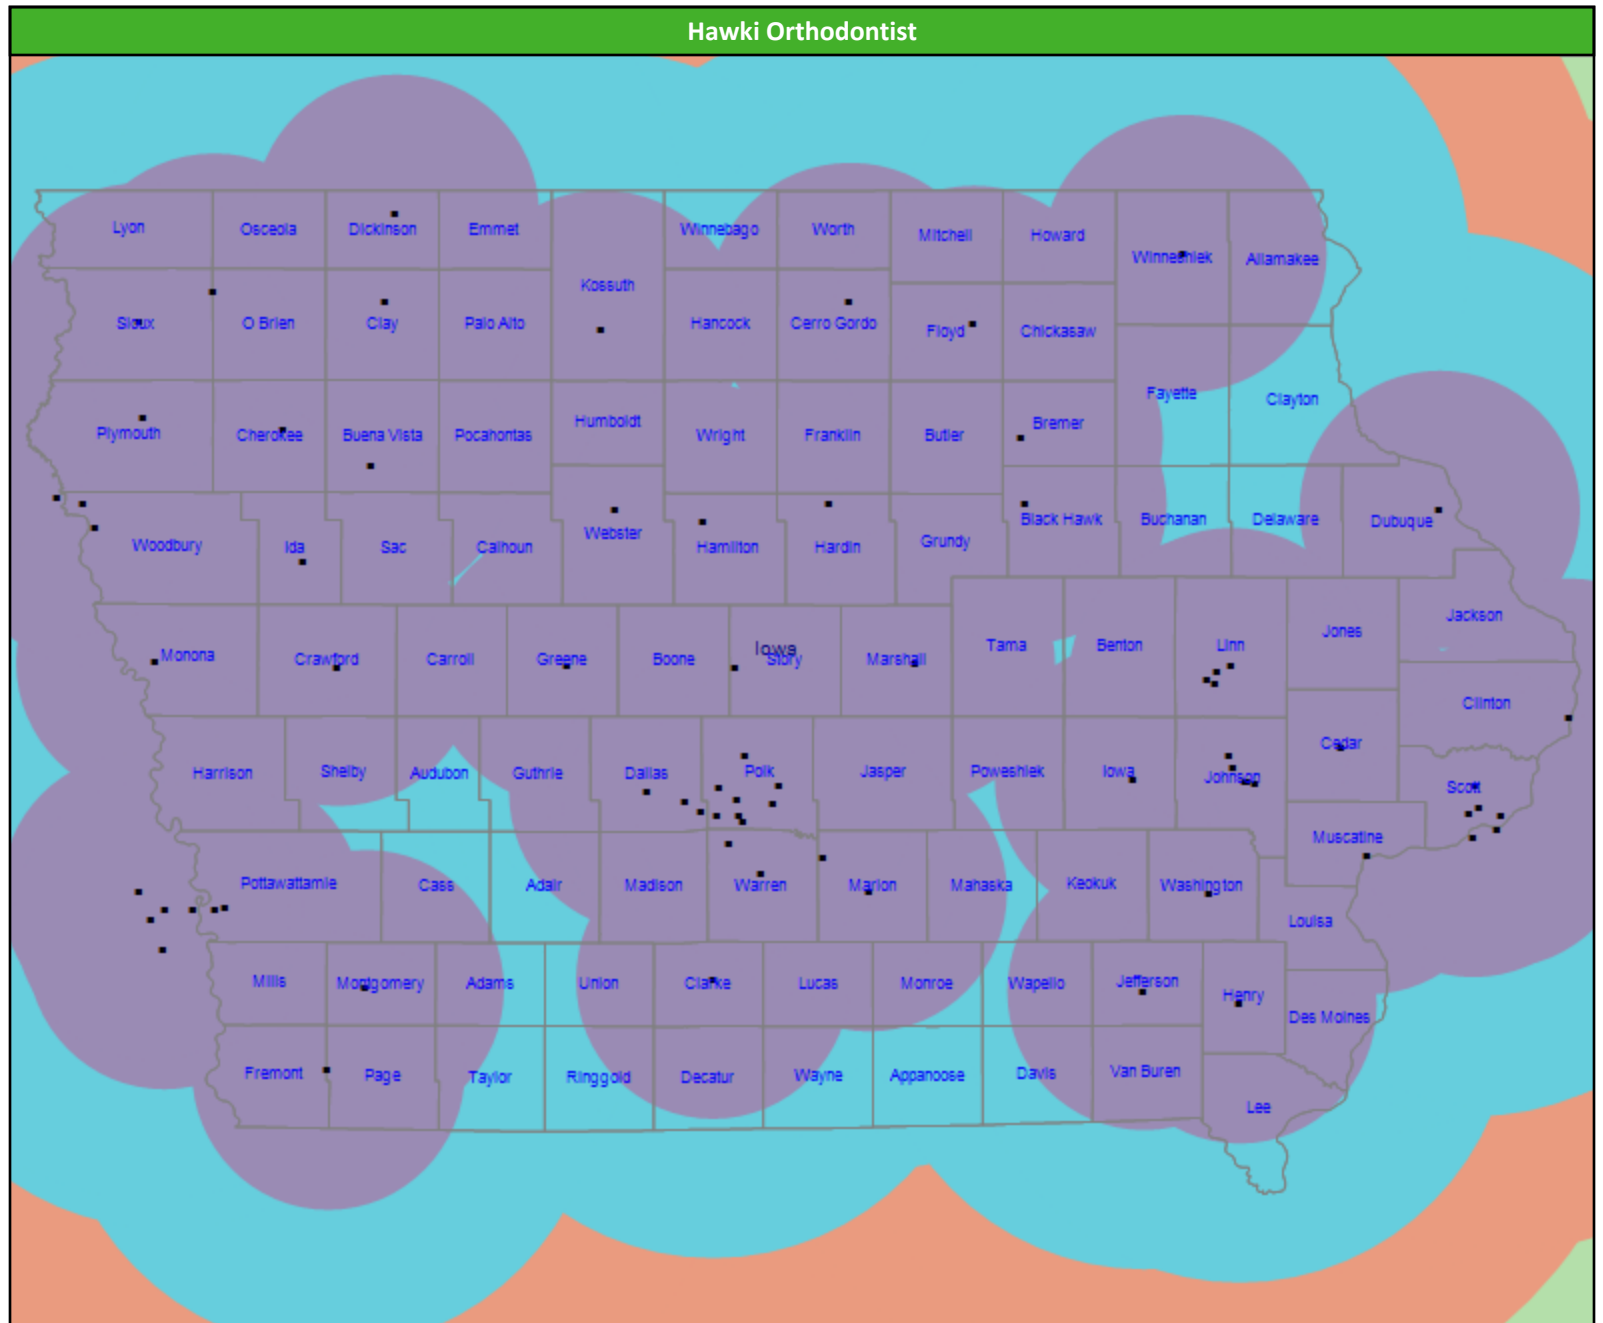 Hawki Orthodontist
Lyon
Osceola
Dickinson
Emmet
Winnebago
Worth
Mitchell
Howard
Winneshiek
Allamakee
Kossuth
Sioux
O Brien
Clay
Palo Alto
Hancock
Cerro Gordo
Floyd
Chickasaw
Fayette
Clayton
Plymouth
Cherokee
Buena Vista
Pocahontas
Humboldt
Wright
Franklin
Butler
Bremer
Woodbury
Ida
Sac
Calhoun
Webster
Hamilton
Hardin
Grundy
Black Hawk
Buchanan
Delaware
Dubuque
Monona
Crawford
Carroll
Greene
Boone
Iowa
Story
Marshall
Tama
Benton
Linn
Jones
Jackson
Clinton
Harrison
Shelby
Audubon
Guthrie
Dallas
Polk
Jasper
Poweshiek
Iowa
Johnson
Cedar
Scott
Muscatine
Pottawattamie
Cass
Adair
Madison
Warren
Marion
Mahaska
Keokuk
Washington
Louisa
Mills
Montgomery
Adams
Union
Clarke
Lucas
Monroe
Wapello
Jefferson
Henry
Des Moines
Fremont
Page
Taylor
Ringgold
Decatur
Wayne
Appanoose
Davis
Van Buren
Lee